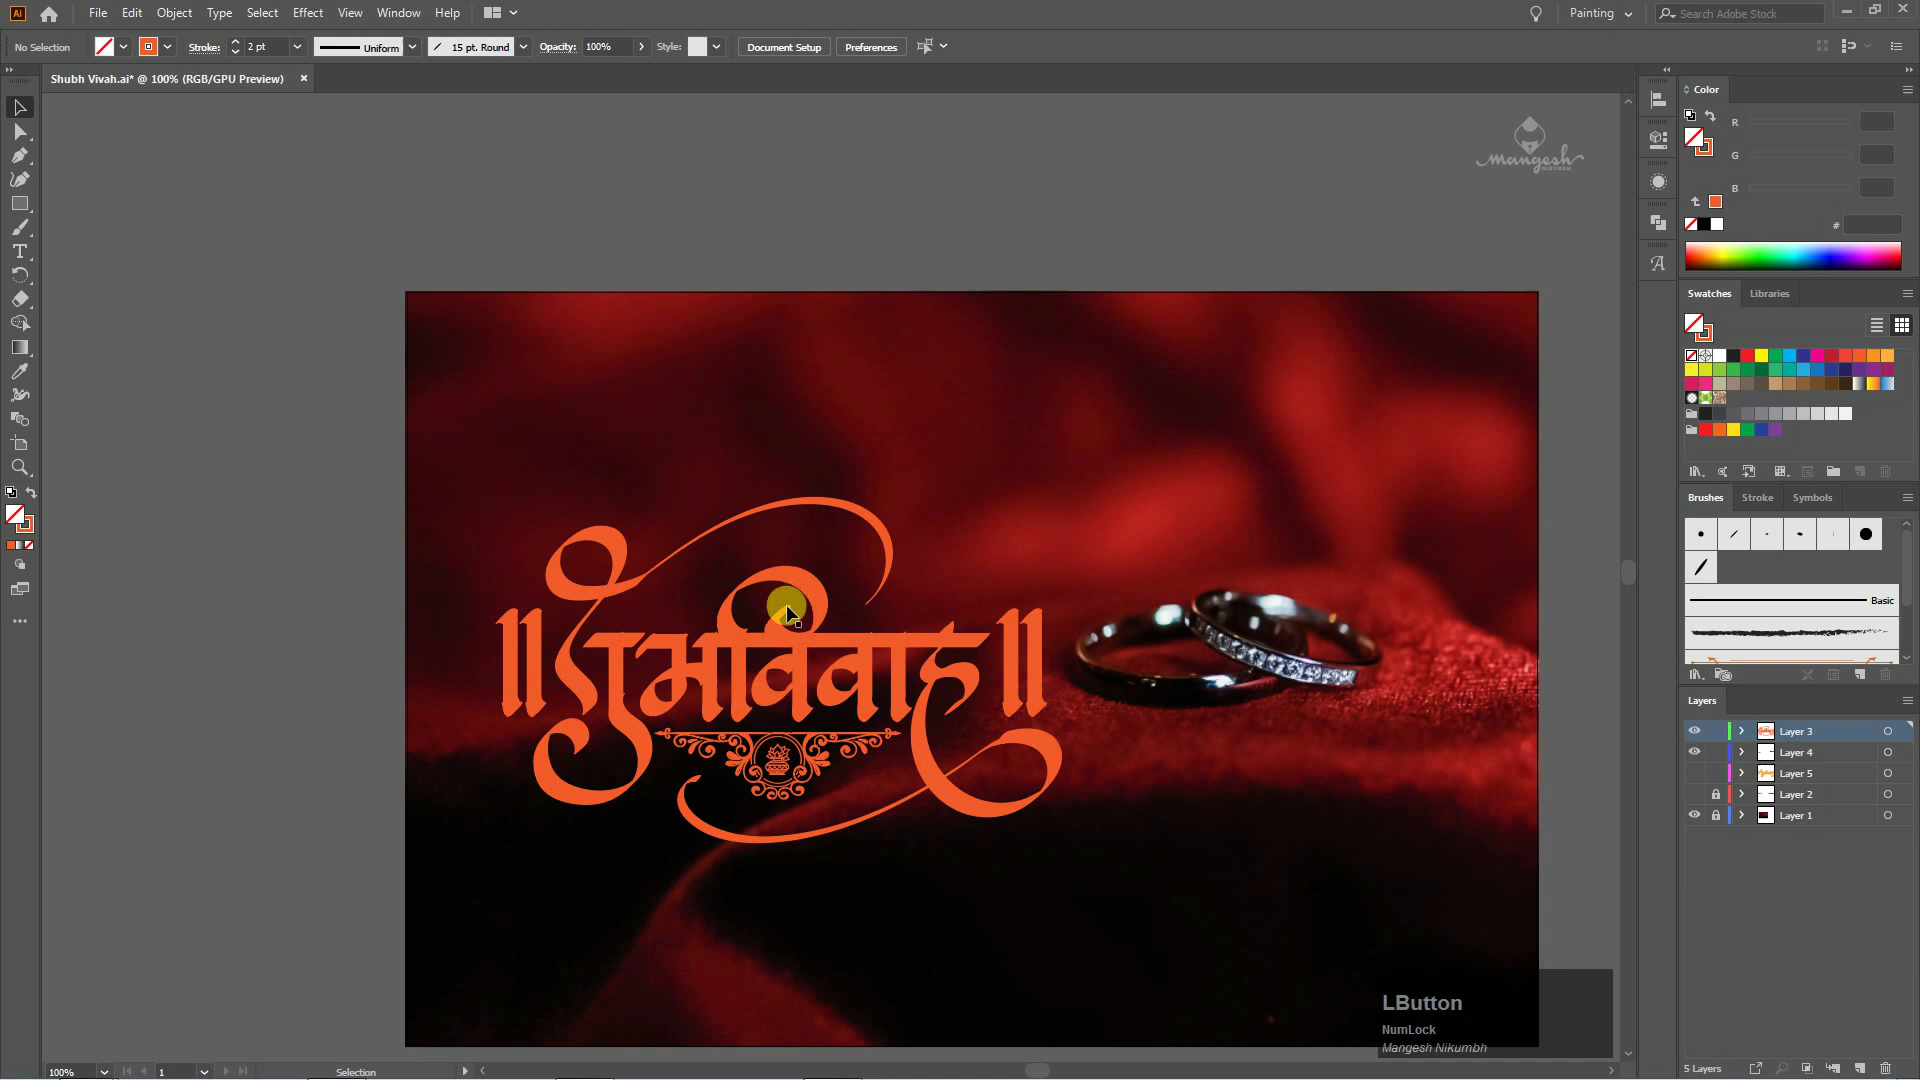 Ai File Edit Object Type Select Effect View Window Help Painting Search Adobe Stock
No Selection Stroke: 2 pt Uniform 15 pt. Round Opacity: 100% Style: Document Setup Preferences
Shubh Vivah.ai* @ 100% (RGB/GPU Preview)
Color
R
G
B
#
mangesh
NIKUMBH
Swatches Libraries
Brushes Stroke Symbols
Basic
॥ शुभविवाह ॥
Layers
Layer 3
Layer 4
Layer 5
Layer 2
Layer 1
LButton
NumLock
Mangesh Nikumbh
100% 1 Selection 5 Layers